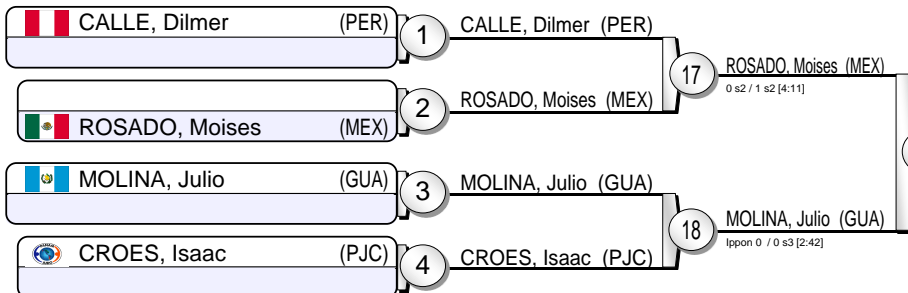 CALLE, Dilmer (PER)
1
CALLE, Dilmer (PER)
17
ROSADO, Moises (MEX)
0 s2 / 1 s2 [4:11]
2
ROSADO, Moises (MEX)
ROSADO, Moises (MEX)
MOLINA, Julio (GUA)
3
MOLINA, Julio (GUA)
18
MOLINA, Julio (GUA)
Ippon 0 / 0 s3 [2:42]
CROES, Isaac (PJC)
4
CROES, Isaac (PJC)